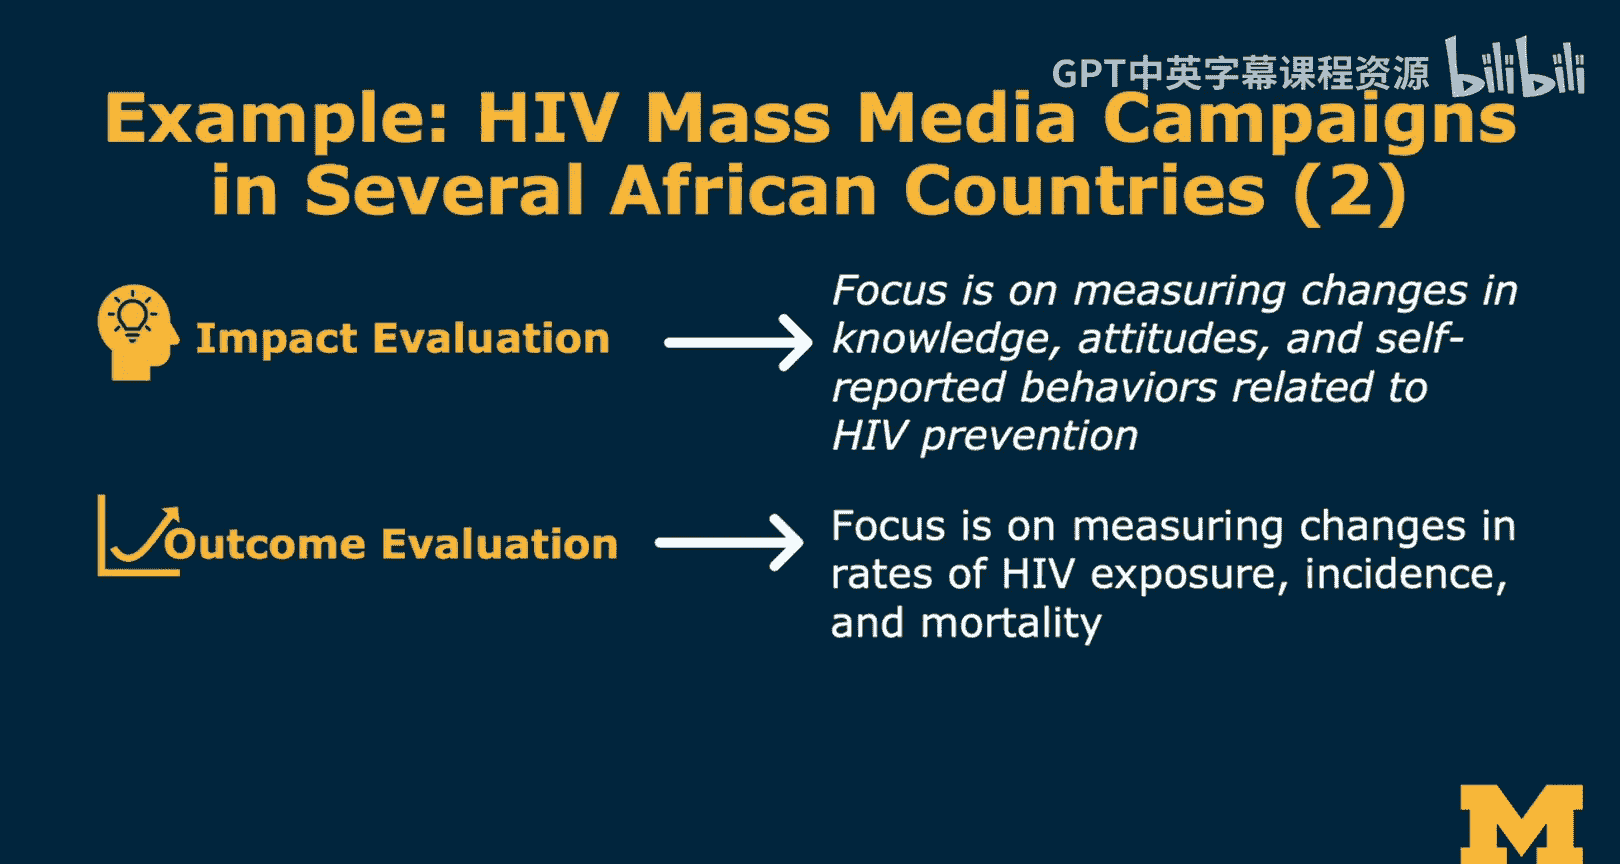 GPT中英字幕课程资源 bilibili
Example: HIV Mass Media Campaigns
in Several African Countries (2)
Impact Evaluation
Focus is on measuring changes in
knowledge, attitudes, and self-
reported behaviors related to
HIV prevention
Outcome Evaluation
Focus is on measuring changes in
rates of HIV exposure, incidence,
and mortality
M